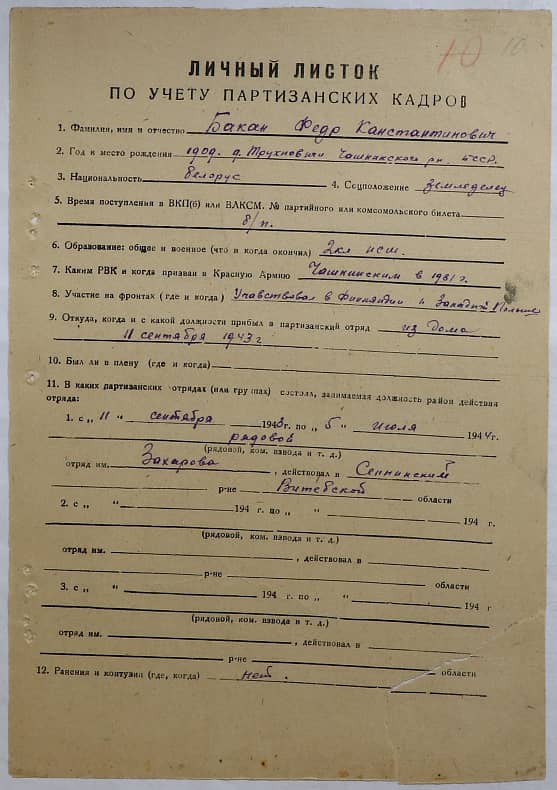 10 10
ЛИЧНЫЙ ЛИСТОК
ПО УЧЕТУ ПАРТИЗАНСКИХ КАДРОВ
1. Фамилия, имя и отчество Бакан Федр Канстантинович
2. Год и место рождения 1909. д. Трухновичи Чашникской рн. БССР.
3. Национальность белорус 4. Соцположение земледелец
5. Время поступления в ВКП(б) или ВЛКСМ. № партийного или комсомольского билета
б/п.
6. Образование: общее и военное (что и когда окончил) 2кл нсш.
7. Каким РВК и когда призван в Красную Армию Чашникским в 1931 г.
8. Участие на фронтах (где и когда) Учавствовал в Финляндии и Западной Польше
9. Откуда, когда и с какой должности прибыл в партизанский отряд из дома
11 сентября 1943 г
10. Был ли в плену (где и когда)
11. В каких партизанских отрядах (или группах) состоял, занимаемая должность район действия
отряда:
1. с „ 11 “ сентября 1943 г. по „ 5 “ июля 1944 г.
рядовой
(рядовой, ком. взвода и т. д.)
отряд им. Захарова , действовал в Сеннинским
р-не Витебской области
2. с „ “ 194 г. по „ “ 194 г.
(рядовой, ком. взвода и т. д.)
отряд им. , действовал в
р-не области
3. с „ “ 194 г. по „ “ 194 г
(рядовой, ком. взвода и т. д.)
отряд им. , действовал в
р-не области
12. Ранения и контузии (где, когда) нет.